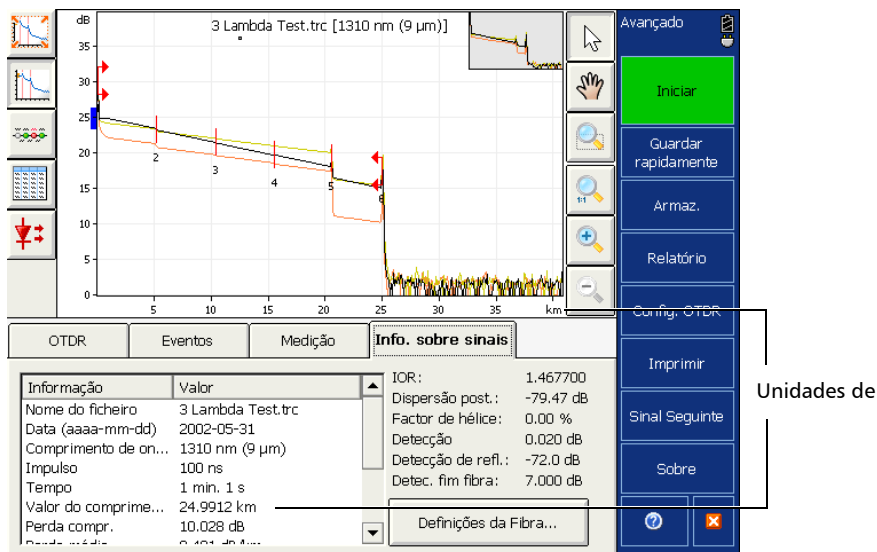 dB
3 Lambda Test.trc [1310 nm (9 µm)]
35
30
25
20
15
10
5
0
2
3
4
5
6
5
10
15
20
25
30
35
km
1:1
Avançado
Iniciar
Guardar
rapidamente
Armaz.
Relatório
Config. OTDR
Imprimir
Sinal Seguinte
Sobre
Unidades de
OTDR
Eventos
Medição
Info. sobre sinais
Informação Valor
Nome do ficheiro 3 Lambda Test.trc
Data (aaaa-mm-dd) 2002-05-31
Comprimento de on... 1310 nm (9 µm)
Impulso 100 ns
Tempo 1 min. 1 s
Valor do comprime... 24.9912 km
Perda compr. 10.028 dB
IOR: 1.467700
Dispersão post.: -79.47 dB
Factor de hélice: 0.00 %
Detecção 0.020 dB
Detecção de refl.: -72.0 dB
Detec. fim fibra: 7.000 dB
Definições da Fibra...